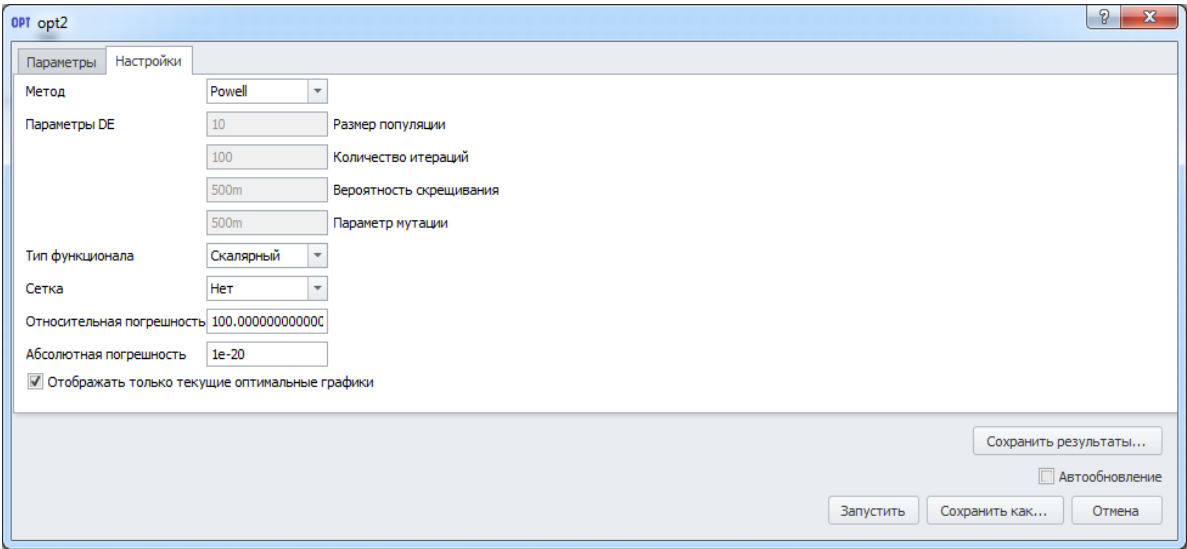 OPT opt2
?
X
Параметры Настройки
Метод Powell
Параметры DE 10 Размер популяции
100 Количество итераций
500m Вероятность скрещивания
500m Параметр мутации
Тип функционала Скалярный
Сетка Нет
Относительная погрешность 100.00000000000
Абсолютная погрешность 1e-20
Отображать только текущие оптимальные графики
Сохранить результаты...
Автообновление
Запустить Сохранить как... Отмена